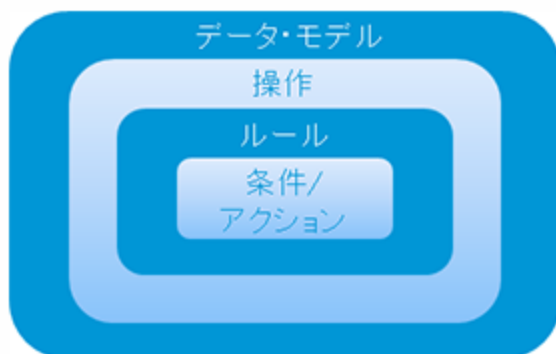 データ・モデル
操作
ルール
条件/
アクション